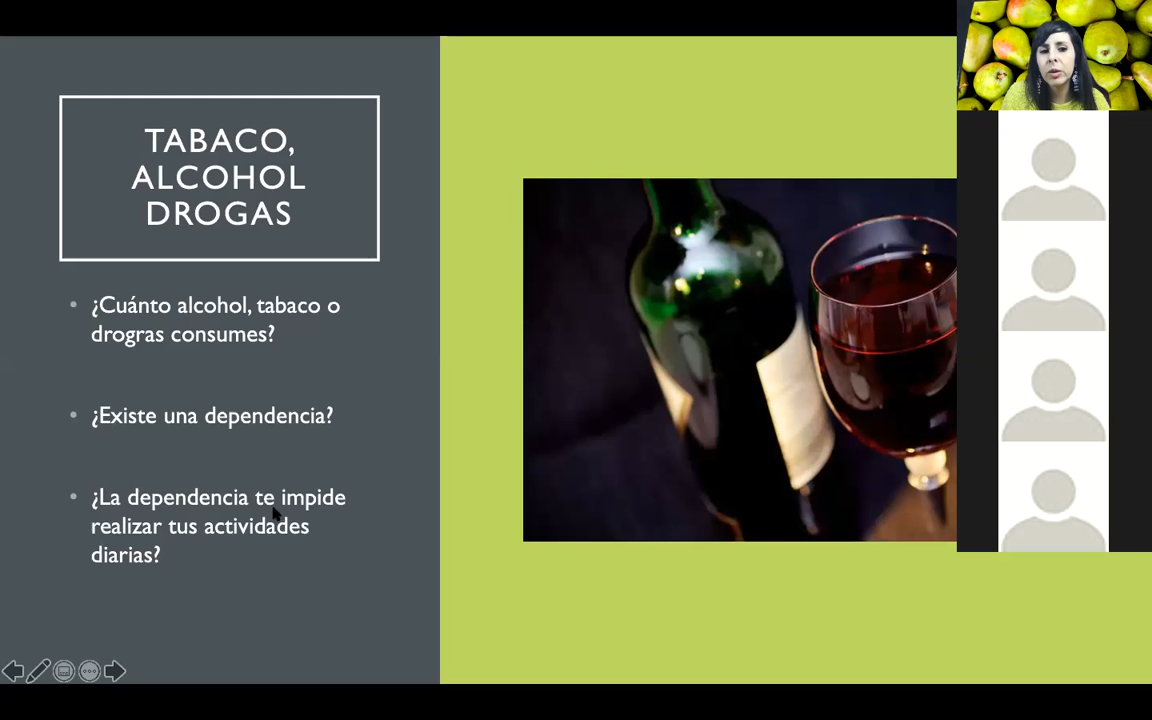 TABACO,
ALCOHOL
DROGAS
• ¿Cuánto alcohol, tabaco o
drogras consumes?
• ¿Existe una dependencia?
• ¿La dependencia te impide
realizar tus actividades
diarias?